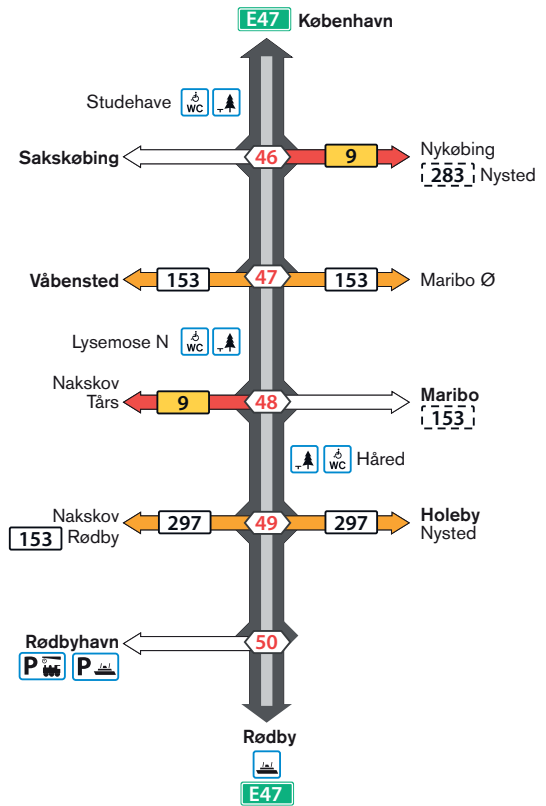 E47 København
Studehave WC
Sakskøbing 46 9 Nykøbing
283 Nysted
Våbensted 153 47 153 Maribo Ø
Lysemose N WC
Nakskov
Tårs 9 48 Maribo
153
WC Håred
Nakskov 297 49 297 Holeby
153 Rødby Nysted
50
Rødbyhavn
P P
Rødby
E47